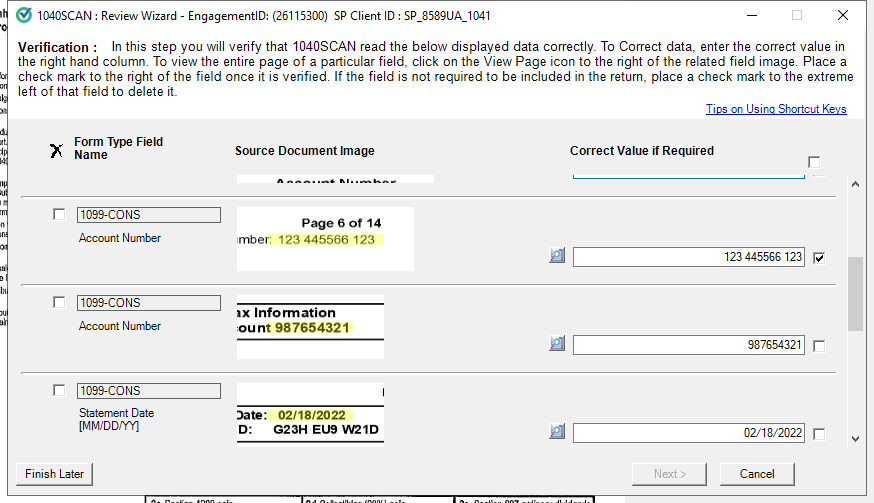 1040SCAN : Review Wizard - EngagementID: (26115300) SP Client ID : SP_8589UA_1041
Verification : In this step you will verify that 1040SCAN read the below displayed data correctly. To Correct data, enter the correct value in
the right hand column. To view the entire page of a particular field, click on the View Page icon to the right of the related field image. Place a
check mark to the right of the field once it is verified. If the field is not required to be included in the return, place a check mark to the extreme
left of that field to delete it.
Tips on Using Shortcut Keys
Form Type Field
Name
Source Document Image
Correct Value if Required
Account Number
1099-CONS
Account Number
Page 6 of 14
mber: 123 445566 123
123 445566 123
1099-CONS
Account Number
ax Information
ount 987654321
987654321
1099-CONS
Statement Date
[MM/DD/YY]
Date: 02/18/2022
D: G23H EU9 W21D
02/18/2022
Finish Later
Next >
Cancel